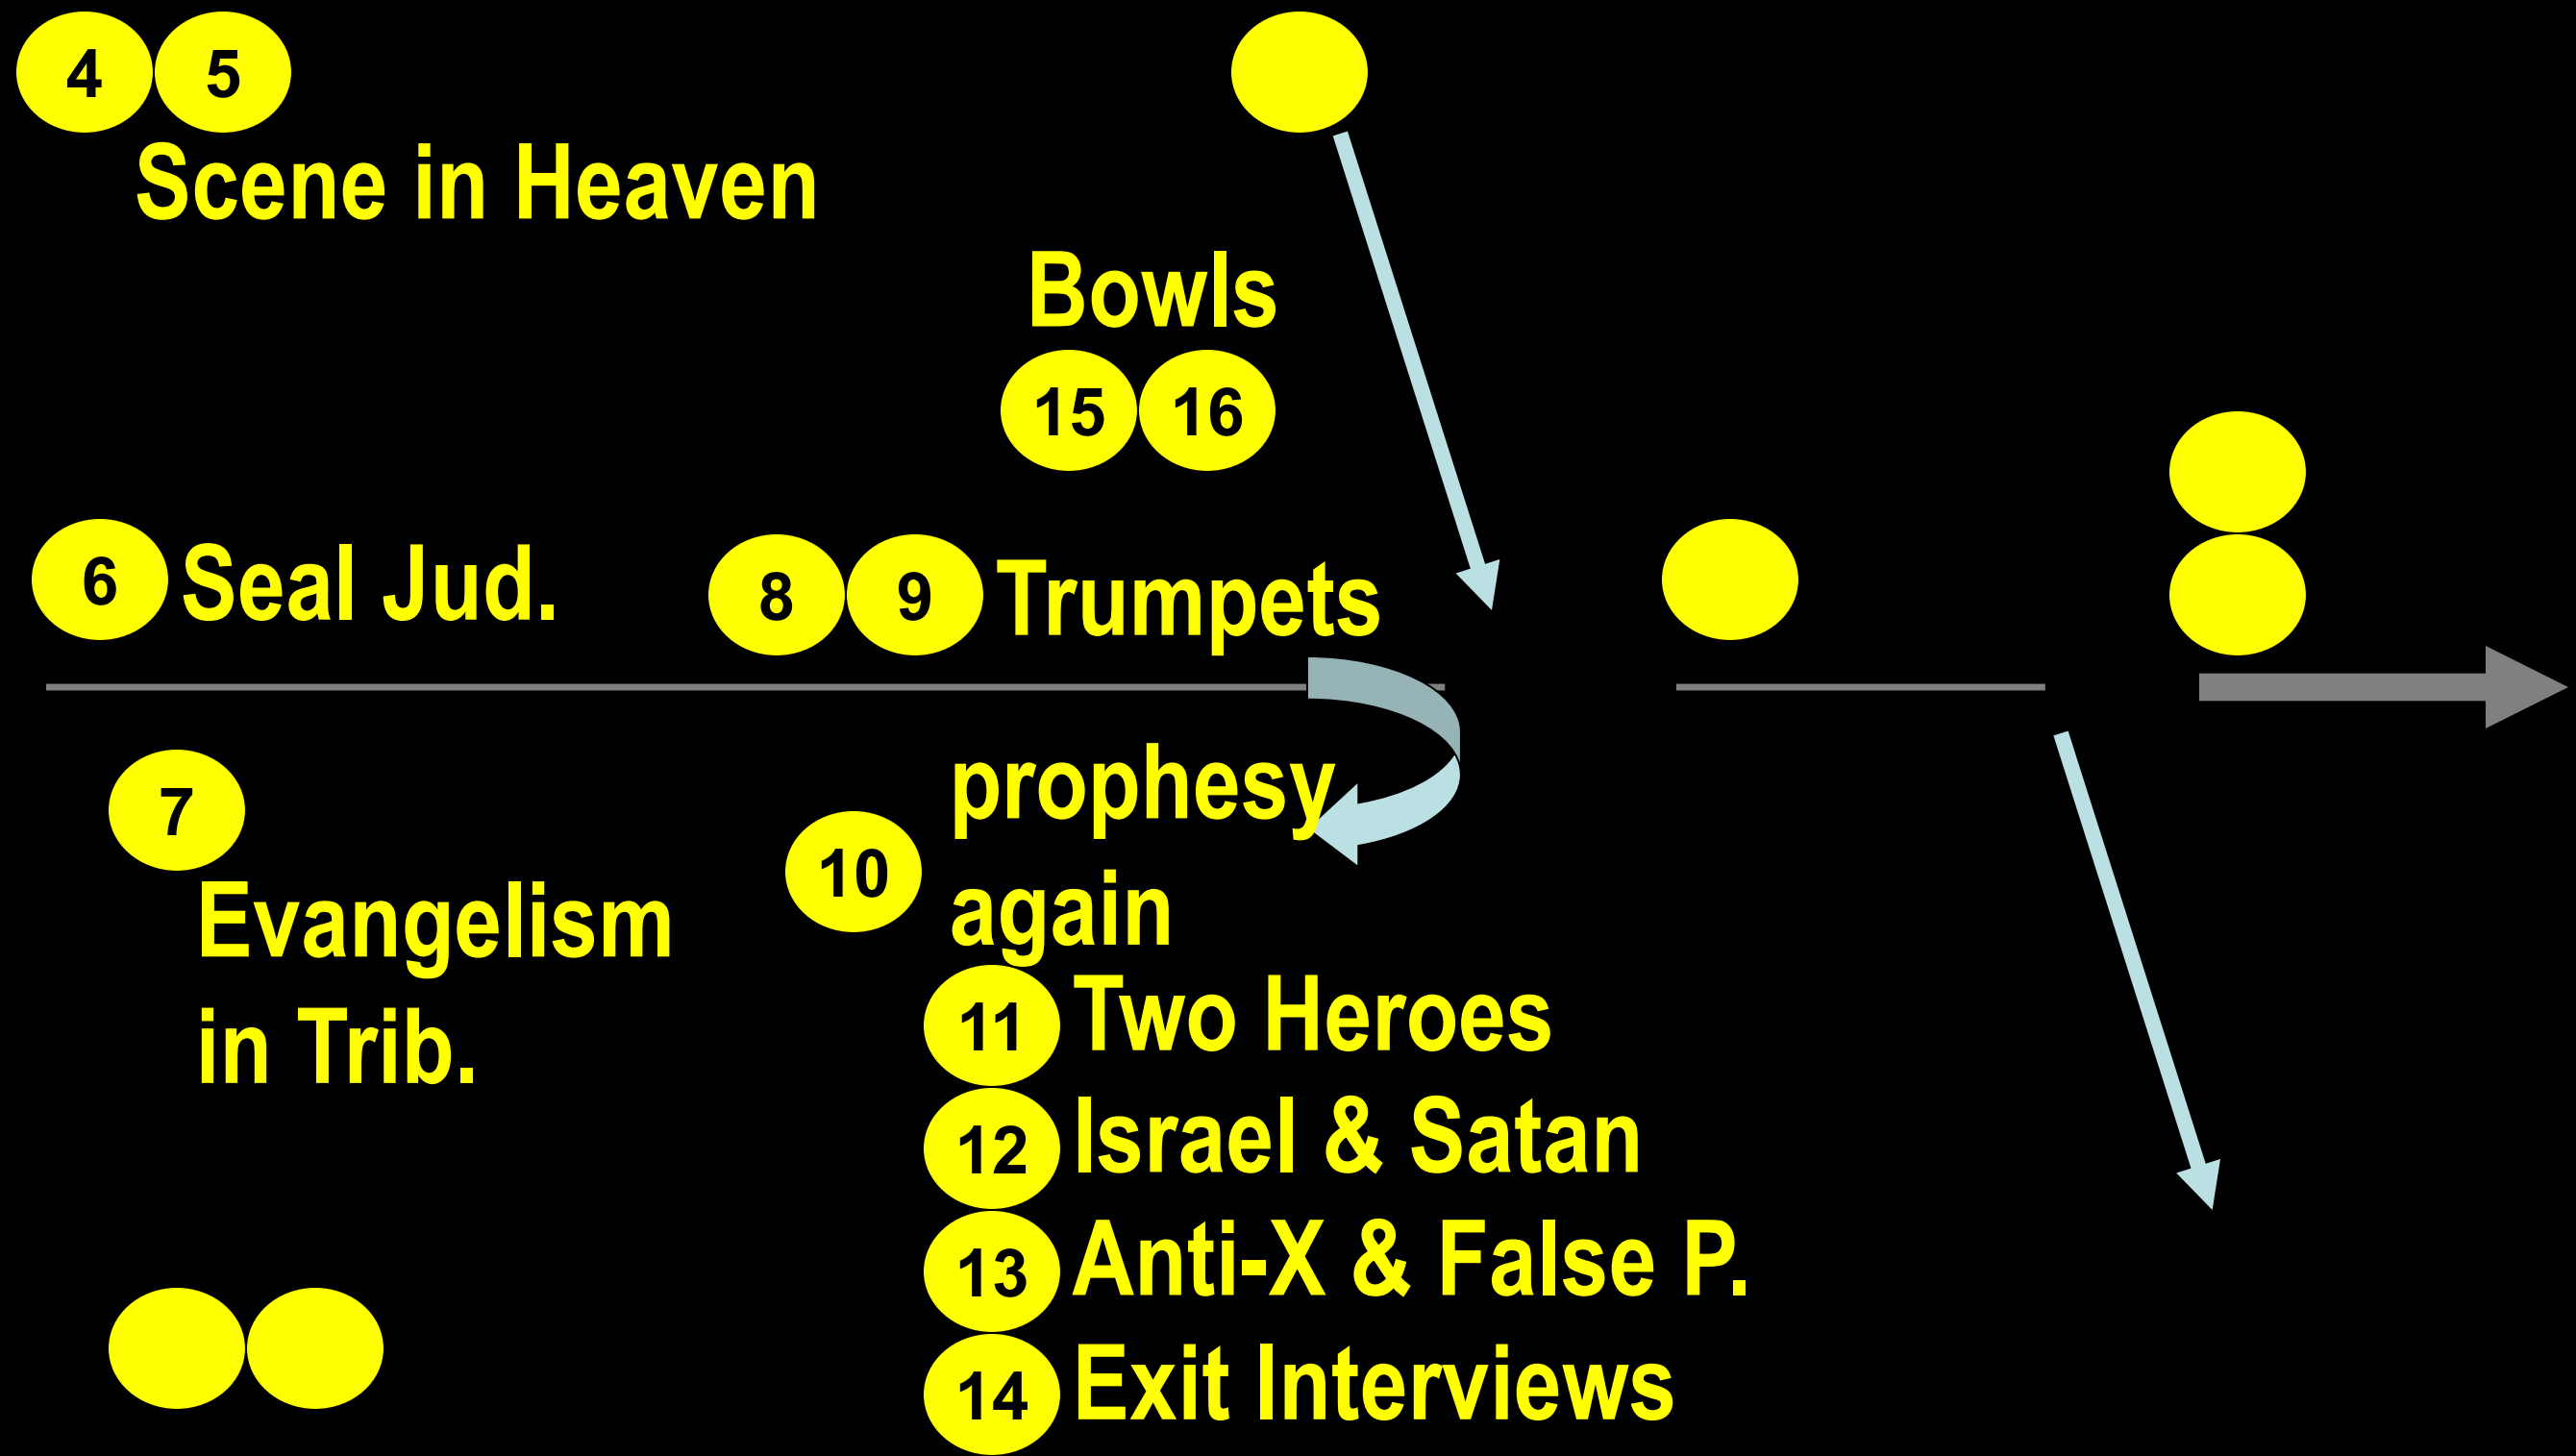 4 5
Scene in Heaven
Bowls
15 16
6 Seal Jud.
8 9 Trumpets
7
Evangelism
in Trib.
10
prophesy
again
11 Two Heroes
12 Israel & Satan
13 Anti-X & False P.
14 Exit Interviews